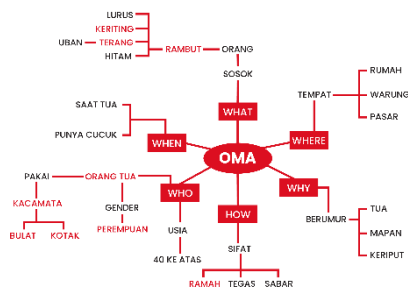 LURUS
KERITING
UBAN
TERANG
HITAM
RAMBUT
ORANG
SOSOK
WHAT
SAAT TUA
PUNYA CUCUK
WHEN
TEMPAT
RUMAH
WARUNG
PASAR
WHERE
OMA
WHO
ORANG TUA
PAKAI
KACAMATA
BULAT
KOTAK
GENDER
PEREMPUAN
USIA
40 KE ATAS
HOW
SIFAT
RAMAH
TEGAS
SABAR
WHY
BERUMUR
TUA
MAPAN
KERIPUT